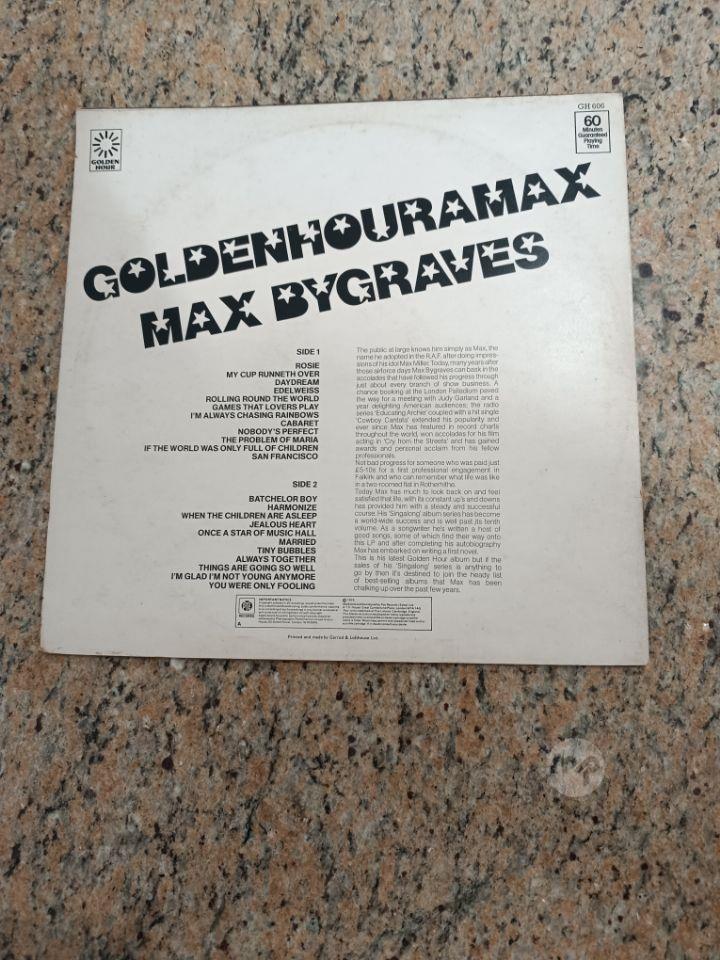 GH 606
GOLDEN
HOUR
60
Minutes
Guaranteed
Playing
Time
GOLDENHOURAMAX
MAX BYGRAVES
SIDE 1
ROSIE
MY CUP RUNNETH OVER
DAYDREAM
EDELWEISS
ROLLING ROUND THE WORLD
GAMES THAT LOVERS PLAY
I'M ALWAYS CHASING RAINBOWS
CABARET
NOBODY'S PERFECT
THE PROBLEM OF MARIA
IF THE WORLD WAS ONLY FULL OF CHILDREN
SAN FRANCISCO
SIDE 2
BATCHELOR BOY
HARMONIZE
WHEN THE CHILDREN ARE ASLEEP
JEALOUS HEART
ONCE A STAR OF MUSIC HALL
MARRIED
TINY BUBBLES
ALWAYS TOGETHER
THINGS ARE GOING SO WELL
I'M GLAD I'M NOT YOUNG ANYMORE
YOU WERE ONLY FOOLING
The public at large knows him simply as Max, the
name he adopted in the R.A.F. after doing impres-
sions of his idol Max Miller. Today, many years after
those airforce days Max Bygraves can back in the
accolades that have followed his progress through
just about every branch of show business. A
chance booking at the London Palladium paved
the way for a meeting with Judy Garland and a
year delighting American audiences; the radio
series 'Educating Archie' coupled with a hit single
'Cowboy Cantata' extended his popularity and
ever since Max has featured in record charts
throughout the world, won accolades for his film
acting in 'Cry from the Streets' and has gained
awards and personal acclaim from his fellow
professionals.
Not bad progress for someone who was paid just
£5-10s for a first professional engagement in
Falkirk and who can remember what life was like
in a two-roomed flat in Rotherhithe.
Today Max has much to look back on and feel
satisfied that life, with its constant up's and downs
has provided him with a steady and successful
course. His 'Singalong' album series has become
a world-wide success and is well past its tenth
volume. As a songwriter he's written a host of
good songs, some of which find their way onto
this LP and after completing his autobiography
Max has embarked on writing a first novel.
This is his latest Golden Hour album but if the
sales of his 'Singalong' series is anything to
go by then it's destined to join the heady list
of best-selling albums that Max has been
chalking up over the past few years.
IMPORTANT NOTICE
A
Printed and made by Garrod & Lofthouse Ltd.